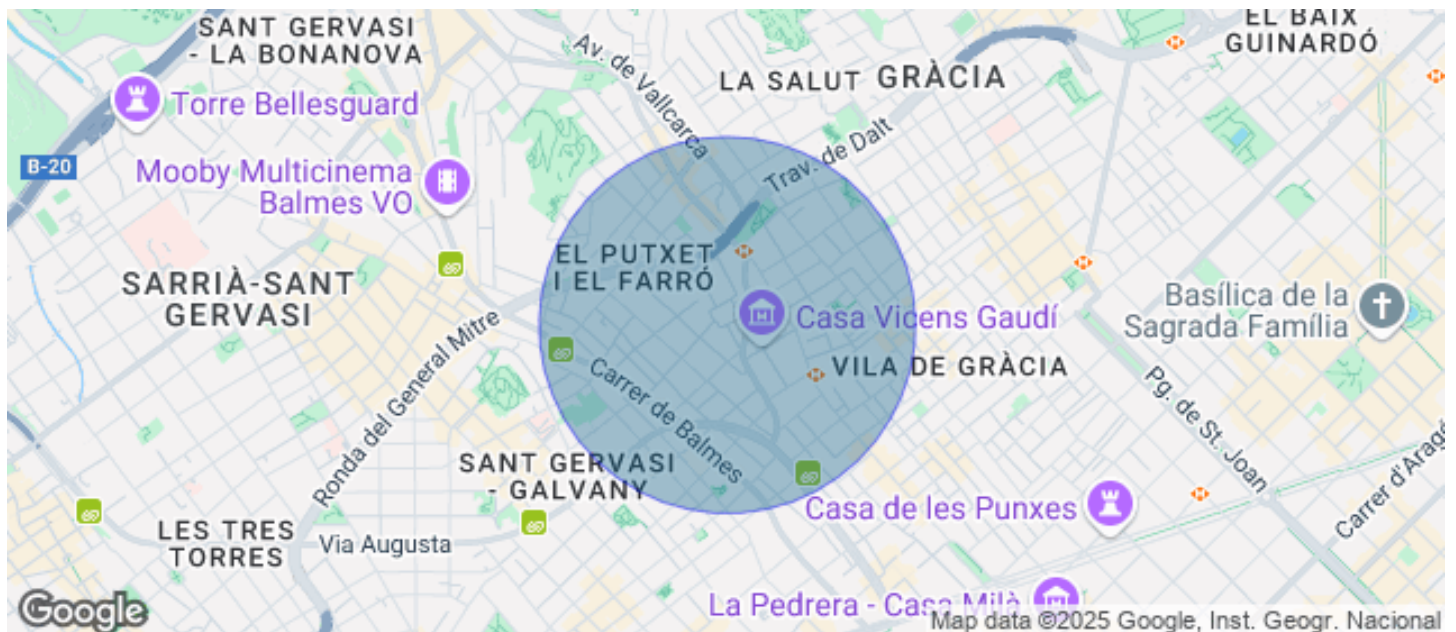 SANT GERVASI
- LA BONANOVA
Av. de Vallcarca
EL BAIX
GUINARDÓ
LA SALUT
GRÀCIA
Torre Bellesguard
B-20
Mooby Multicinema
Balmes VO
Trav. de Dalt
EL PUTXET
I EL FARRÓ
SARRIÀ-SANT
GERVASI
Casa Vicens Gaudí
Basílica de la
Sagrada Família
Ronda del General Mitre
Carrer de Balmes
VILA DE GRÀCIA
Pg. de St. Joan
SANT GERVASI
- GALVANY
Carrer d'Aragó
Casa de les Punxes
LES TRES
TORRES
Via Augusta
La Pedrera - Casa Milà
Google
Map data ©2025 Google, Inst. Geogr. Nacional